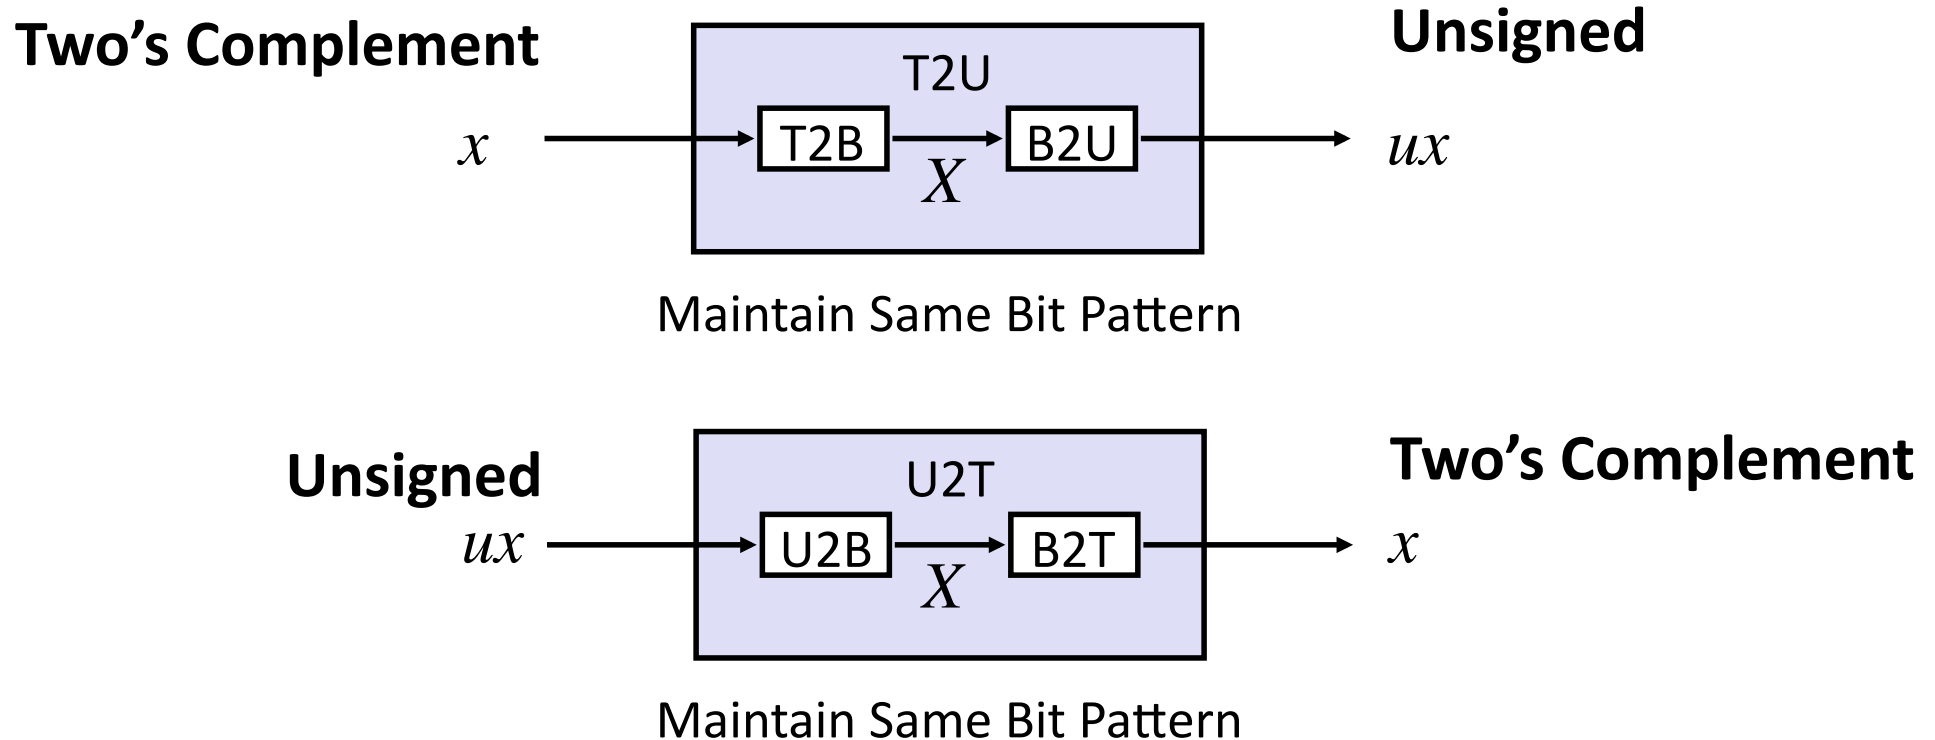 Two’s Complement
Unsigned
T2U
x
T2B
X
B2U
ux
Maintain Same Bit Pattern
Unsigned
Two’s Complement
U2T
ux
U2B
X
B2T
x
Maintain Same Bit Pattern